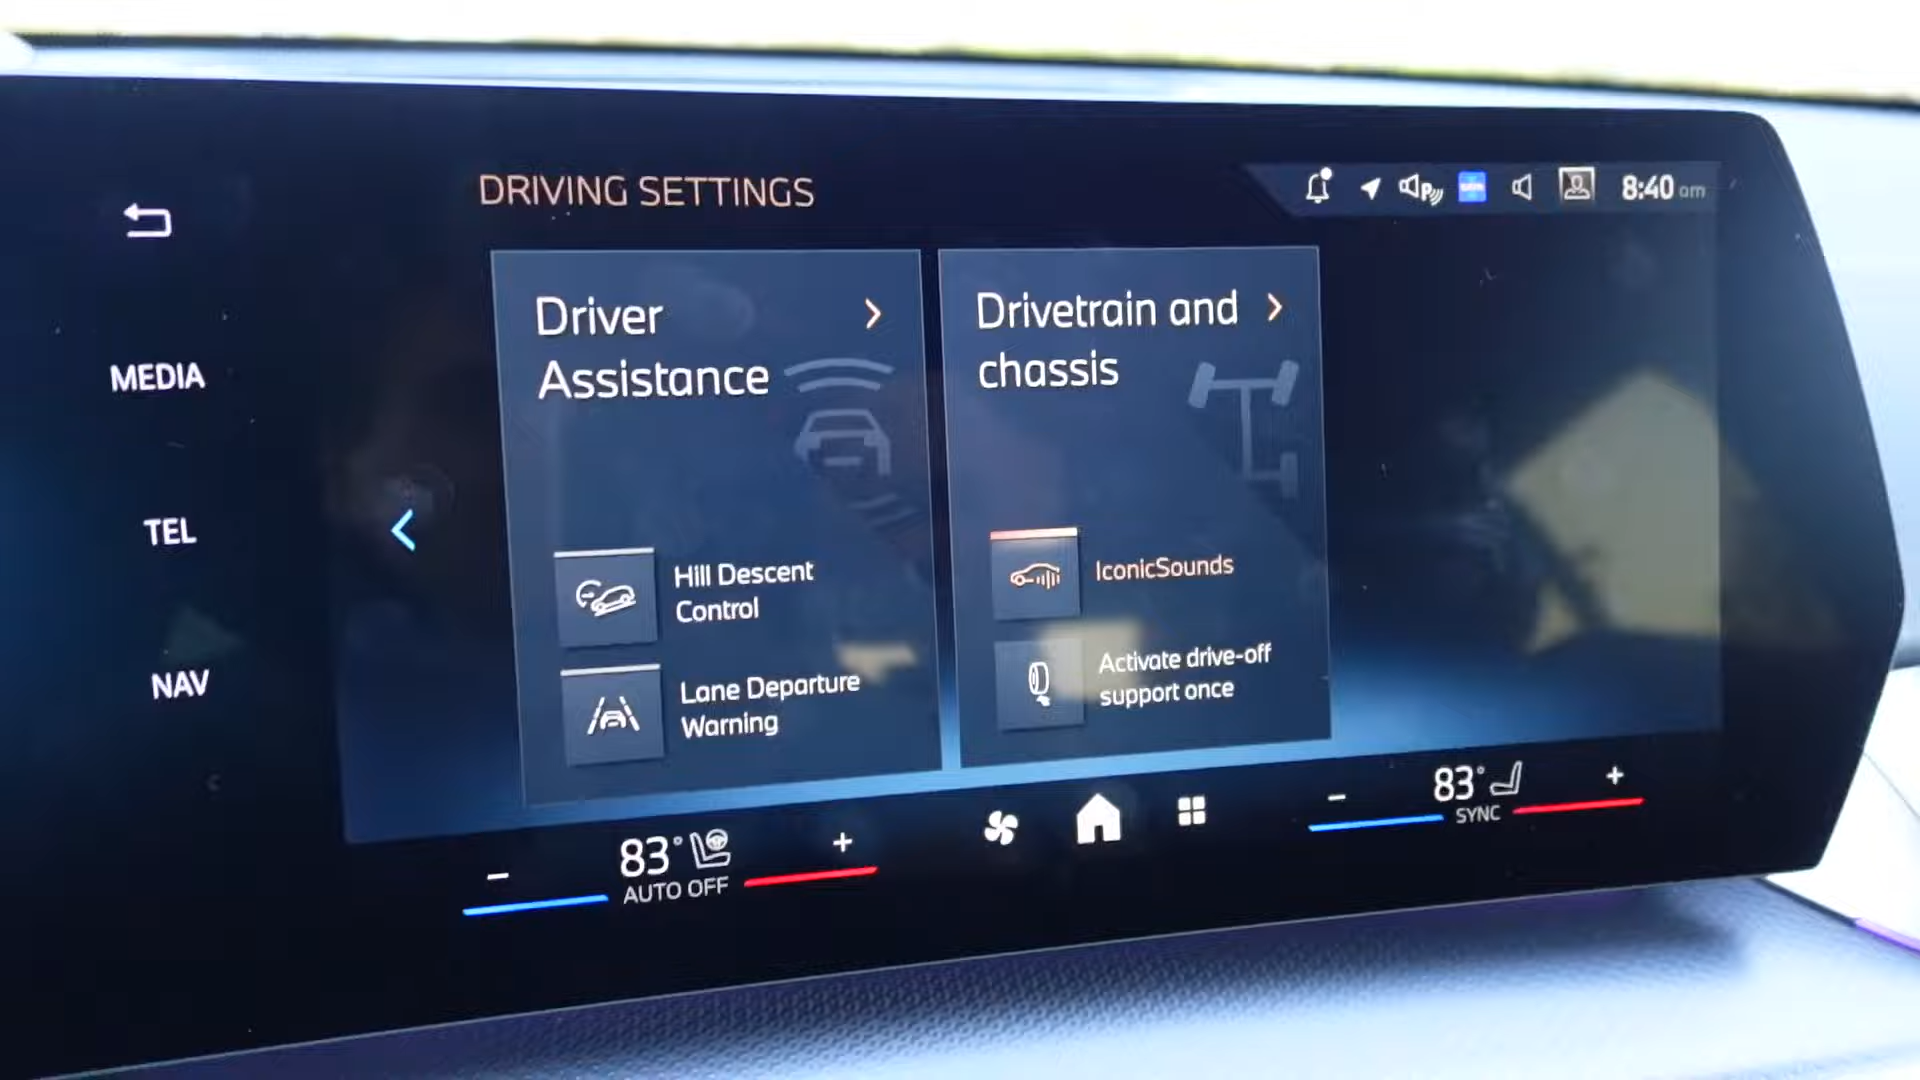 DRIVING SETTINGS
8:40 am
MEDIA
TEL
NAV
Driver
Assistance
Hill Descent
Control
Lane Departure
Warning
Drivetrain and
chassis
IconicSounds
Activate drive-off
support once
- 83° +
AUTO OFF
- 83° +
SYNC